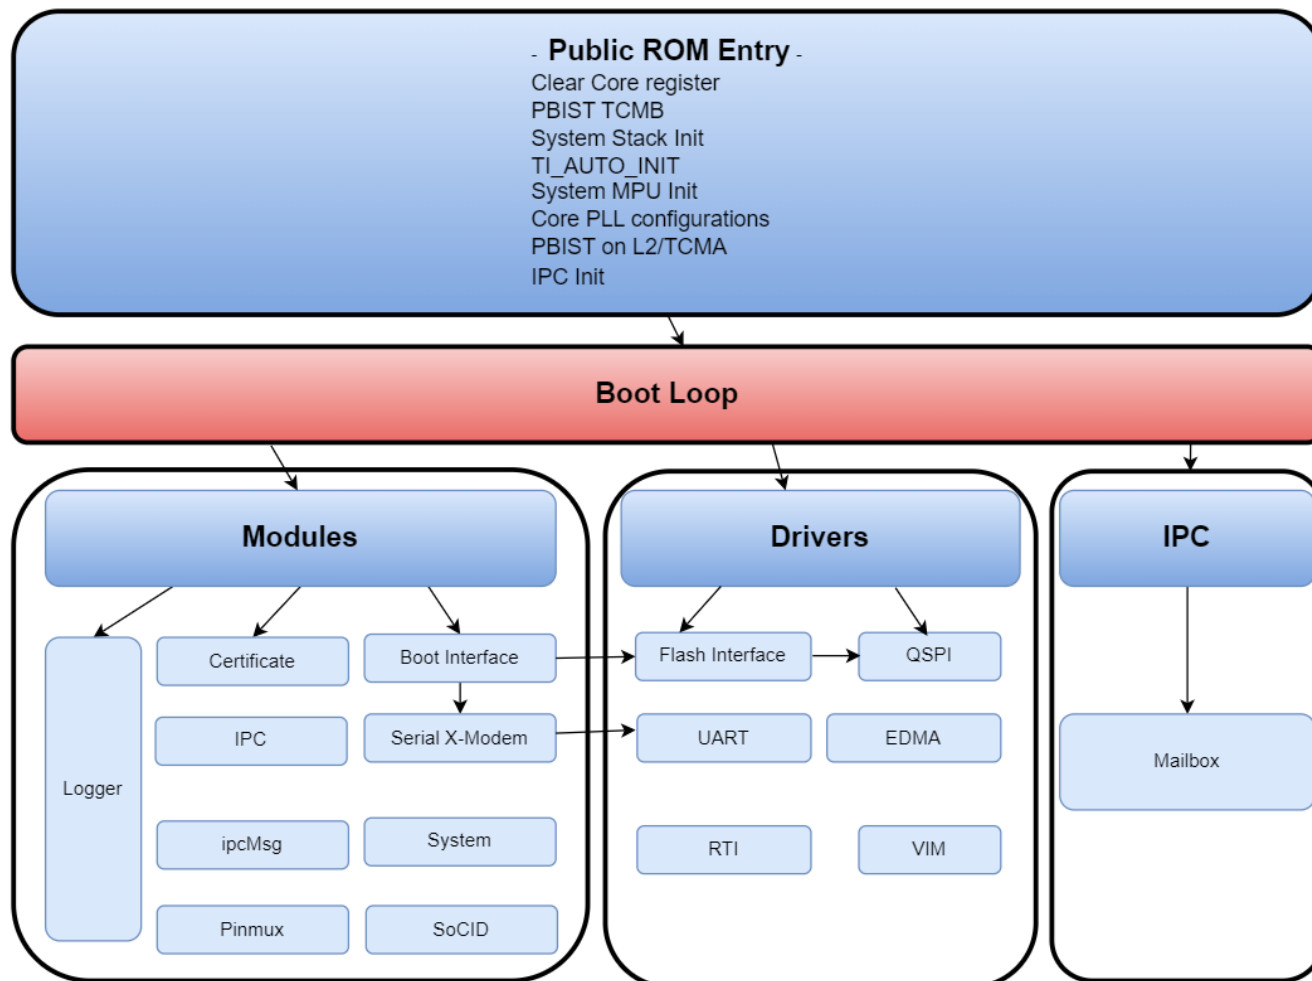 - Public ROM Entry -
Clear Core register
PBIST TCMB
System Stack Init
TI_AUTO_INIT
System MPU Init
Core PLL configurations
PBIST on L2/TCMA
IPC Init
Boot Loop
Modules
Drivers
IPC
Logger
Certificate
Boot Interface
IPC
Serial X-Modem
ipcMsg
System
Pinmux
SoCID
Flash Interface
QSPI
UART
EDMA
RTI
VIM
Mailbox